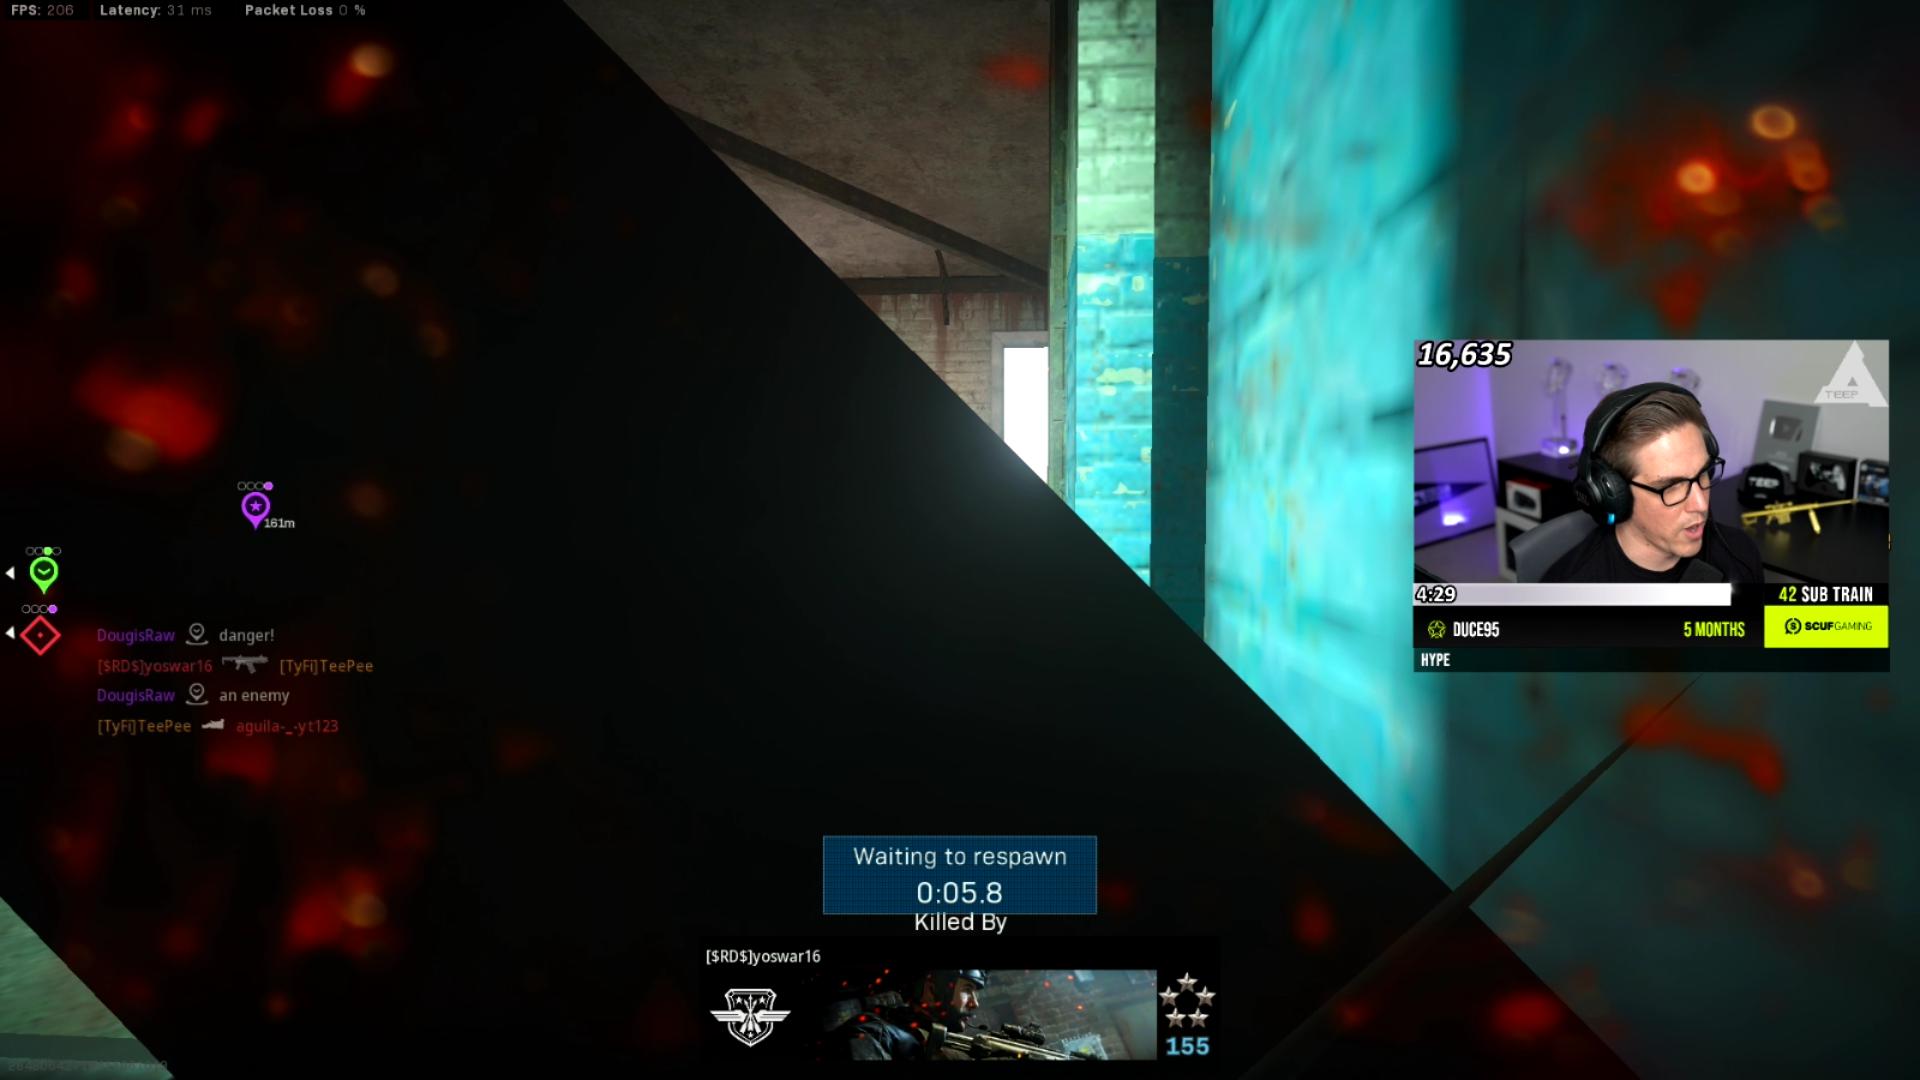 FPS: 206 Latency: 31 ms Packet Loss 0 %
161m
DougisRaw danger!
[$RD$]yoswar16 [TyFi]TeePee
DougisRaw an enemy
[TyFi]TeePee aguila-_-yt123
16,635
TEEP
TEEP
4:29
42 SUB TRAIN
DUCE95 5 MONTHS
SCUFGAMING
HYPE
Waiting to respawn
0:05.8
Killed By
[$RD$]yoswar16
155